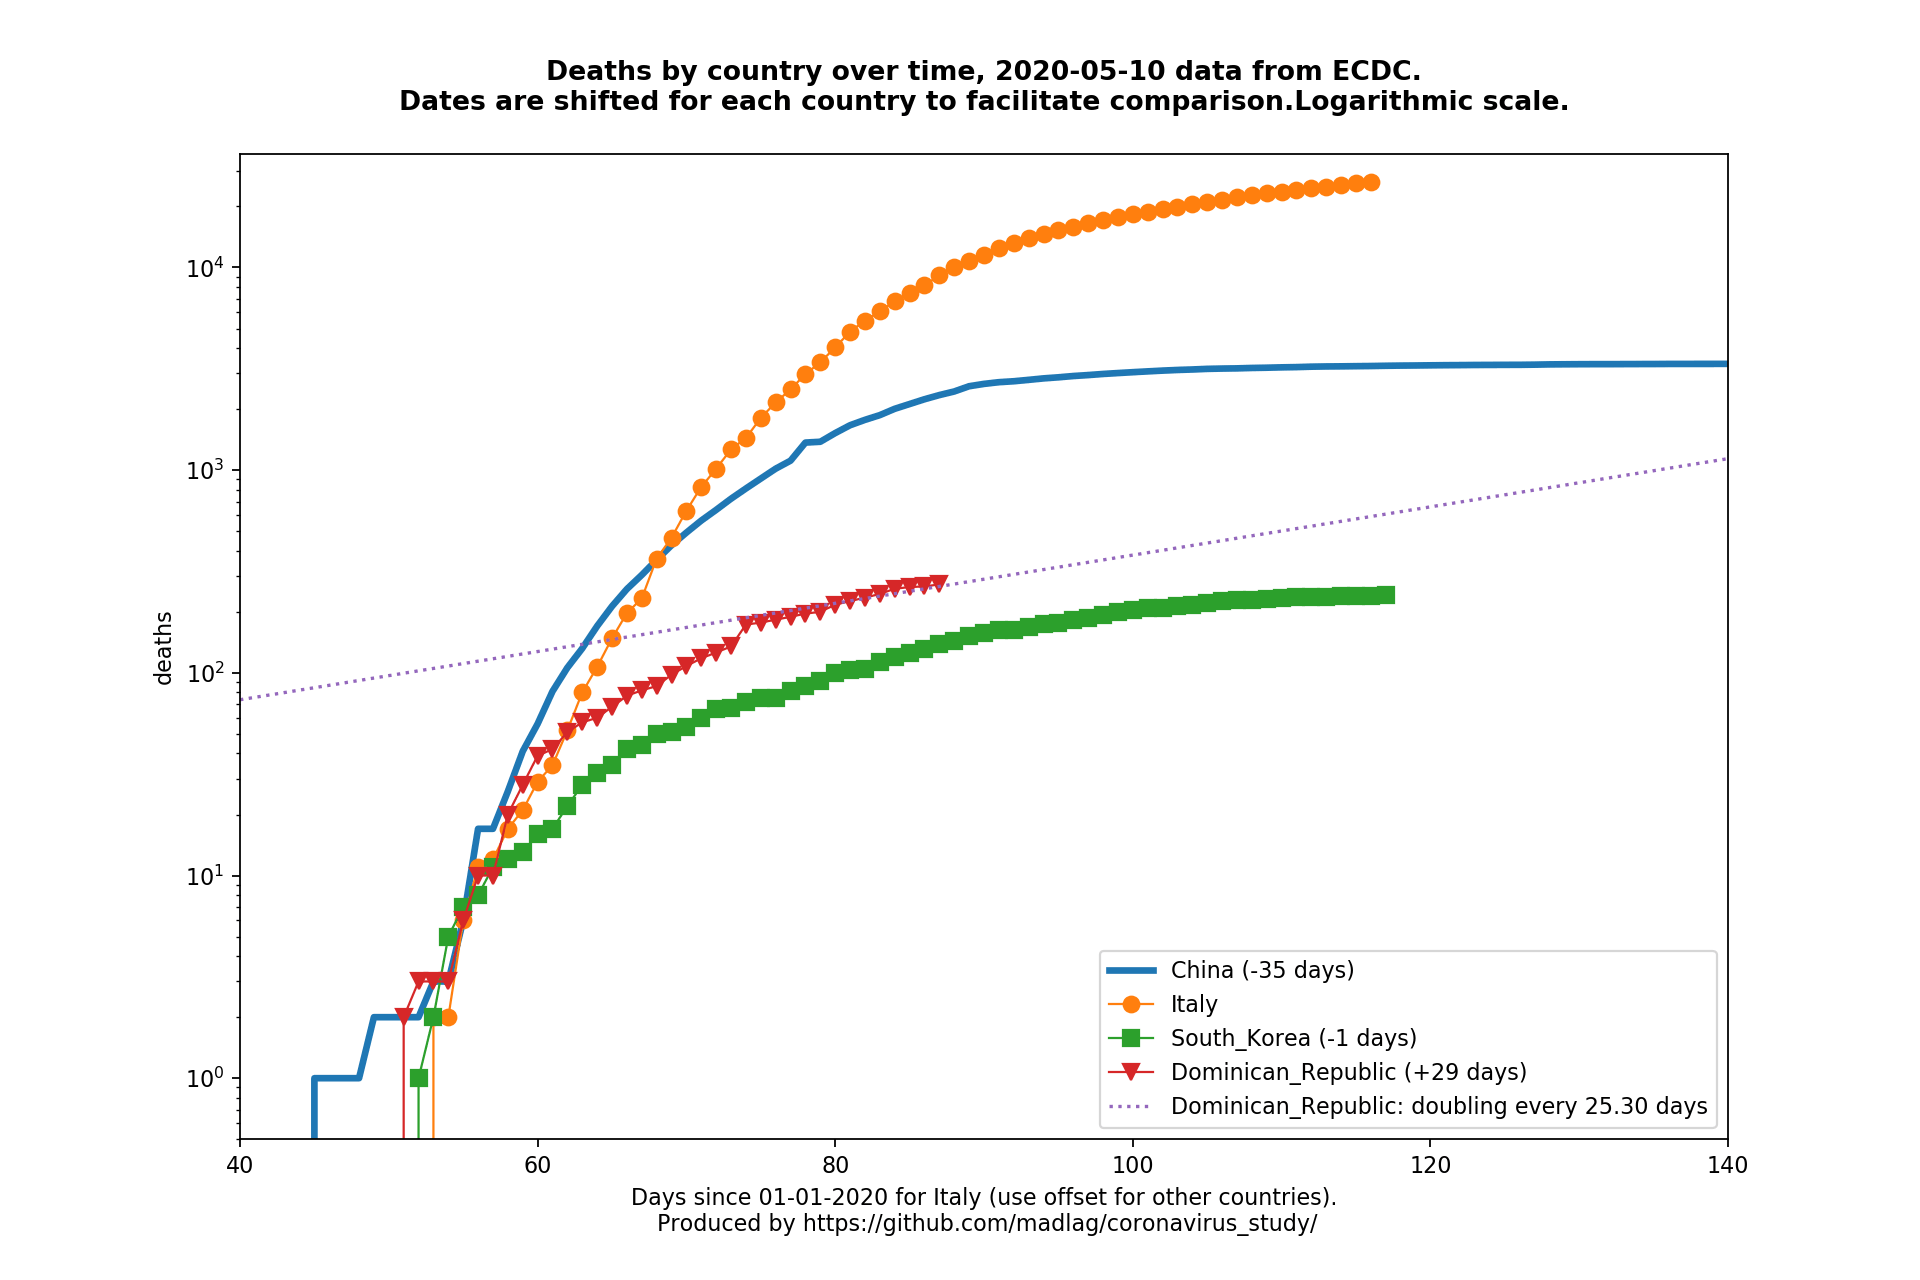 Deaths by country over time, 2020-05-10 data from ECDC.
Dates are shifted for each country to facilitate comparison.Logarithmic scale.
deaths
10^4
10^3
10^2
10^1
10^0
China (-35 days)
Italy
South_Korea (-1 days)
Dominican_Republic (+29 days)
Dominican_Republic: doubling every 25.30 days
40 60 80 100 120 140
Days since 01-01-2020 for Italy (use offset for other countries).
Produced by https://github.com/madlag/coronavirus_study/